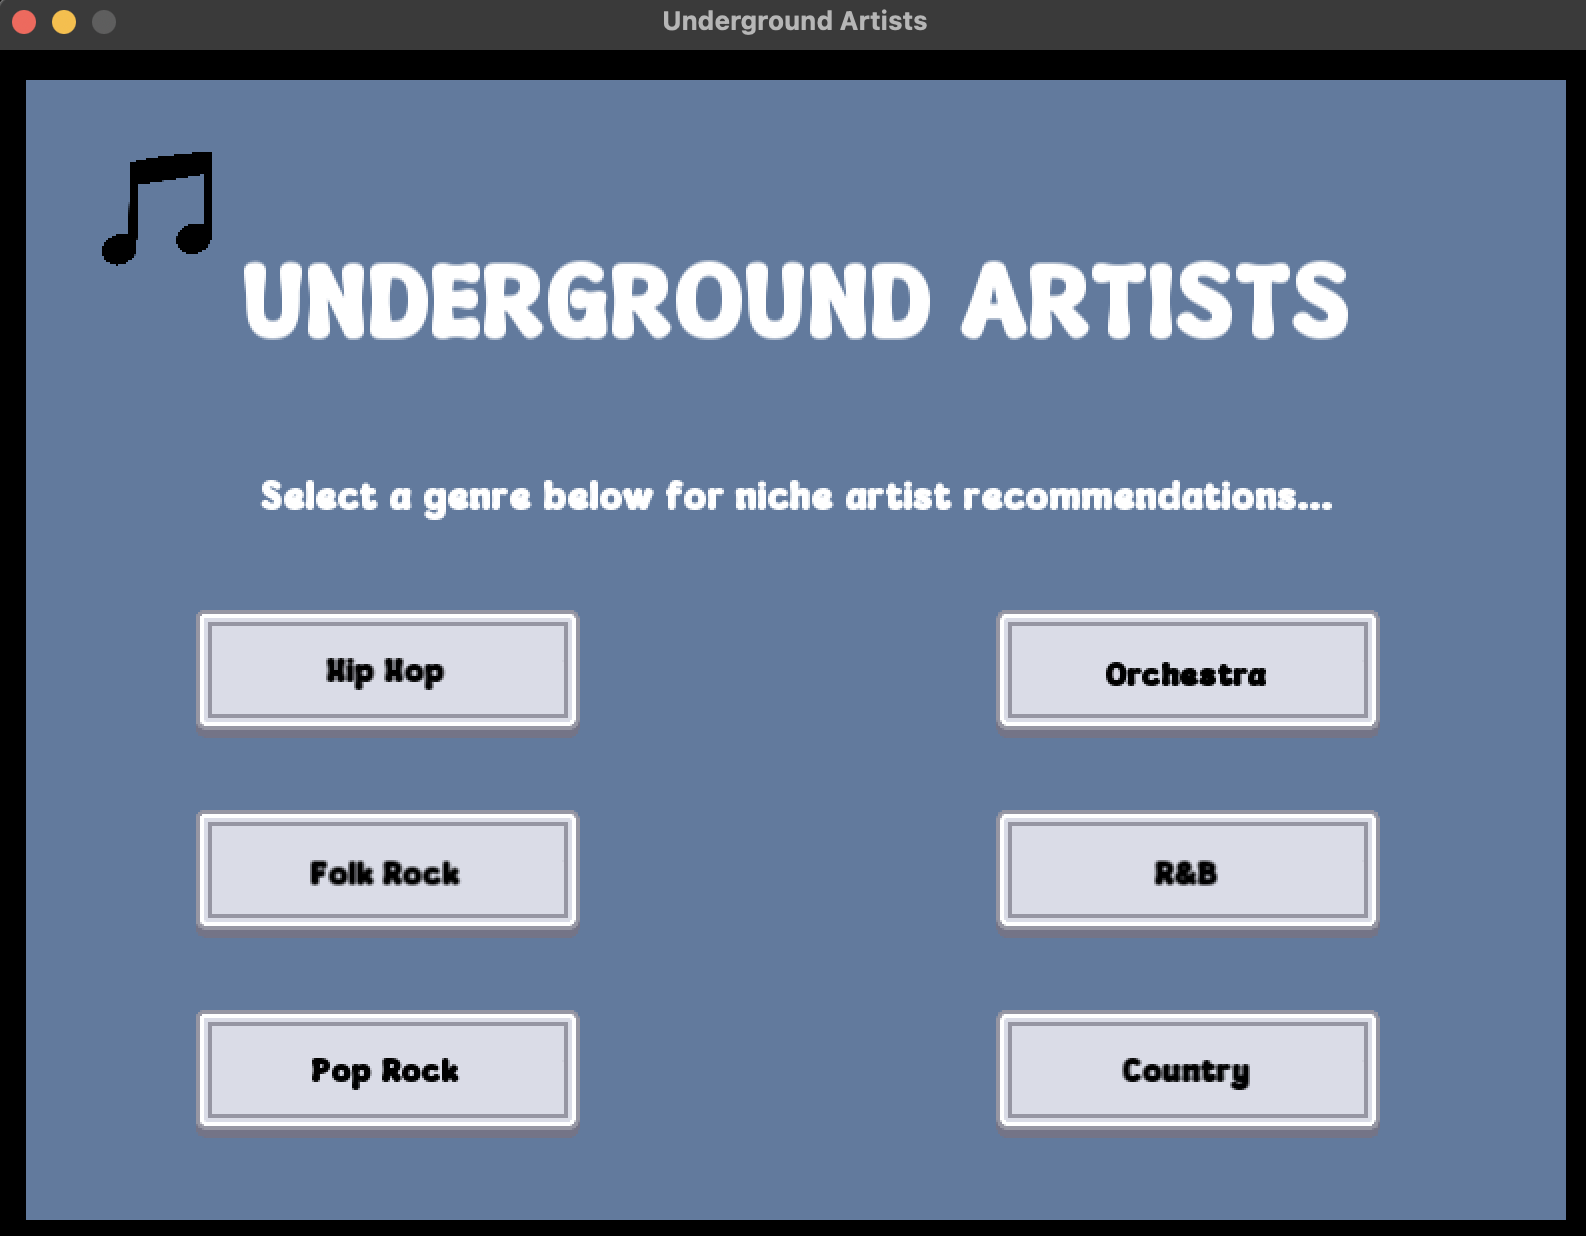 Underground Artists
UNDERGROUND ARTISTS
Select a genre below for niche artist recommendations...
Hip Hop
Orchestra
Folk Rock
R&B
Pop Rock
Country